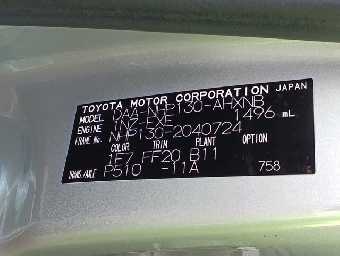 TOYOTA MOTOR CORPORATION JAPAN
MODEL DAA-NHP130-AHXNB
ENGINE 1NZ-FXE 1496 mL
FRAME No. NHP130-2040724
COLOR TRIM PLANT OPTION
1F7 FF20 B11
TRANS/AXLE P510 -11A 758